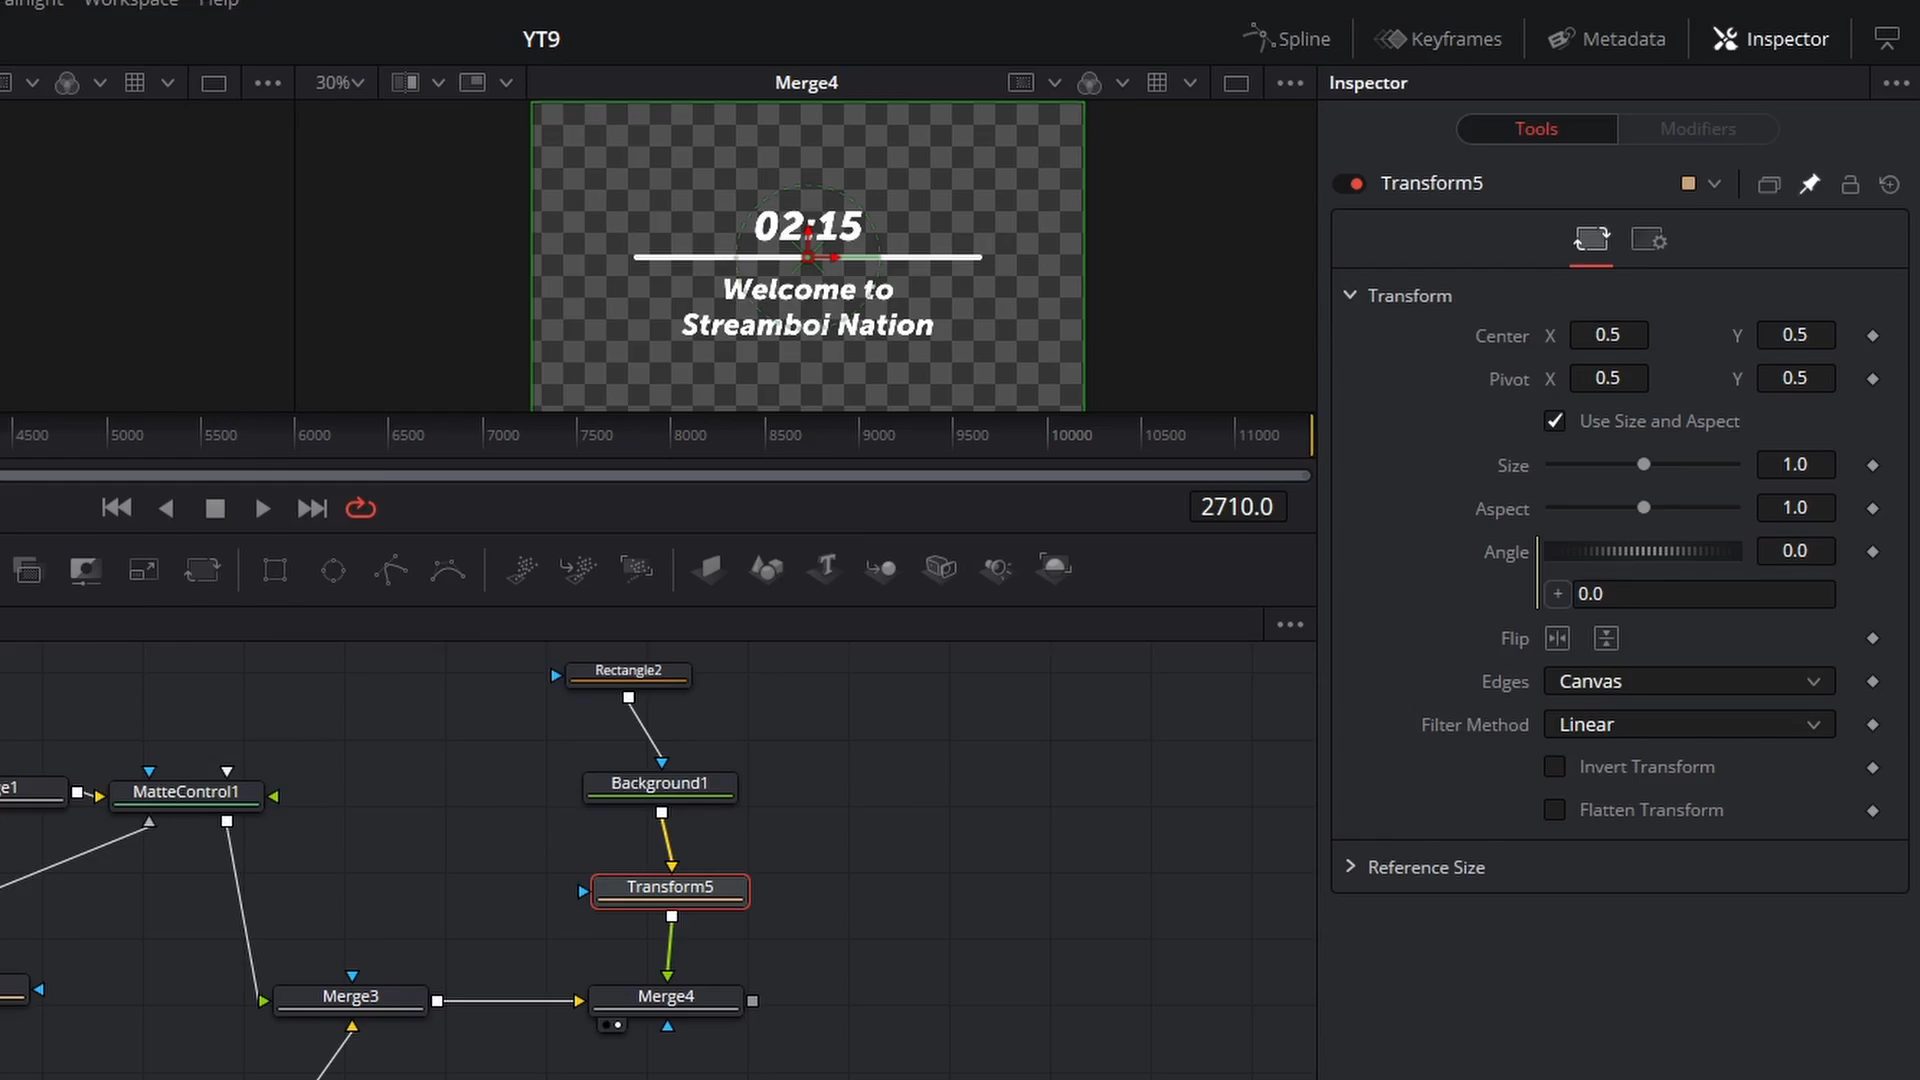 Workspace Help
YT9
Spline
Keyframes
Metadata
Inspector
30%
Merge4
Inspector
Tools
Modifiers
Transform5
02:15
Welcome to
Streamboi Nation
Transform
Center X 0.5 Y 0.5
Pivot X 0.5 Y 0.5
Use Size and Aspect
Size 1.0
Aspect 1.0
Angle 0.0
+ 0.0
Flip
Edges Canvas
Filter Method Linear
Invert Transform
Flatten Transform
Reference Size
4500 5000 5500 6000 6500 7000 7500 8000 8500 9000 9500 10000 10500 11000
2710.0
Rectangle2
Background1
MatteControl1
Transform5
Merge3
Merge4